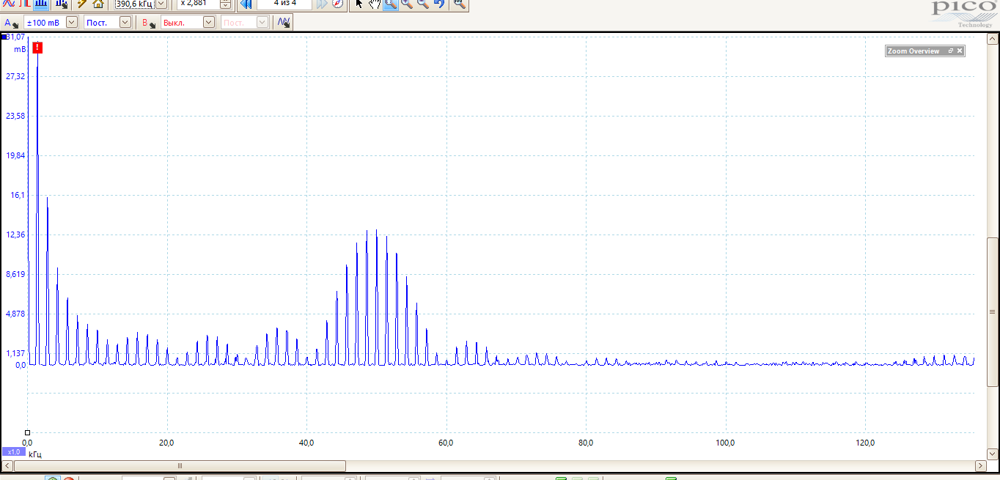 390,6 кГц
x 2,881
4 из 4
pico
Technology
A
±100 mВ
Пост.
B
Выкл.
Пост.
31,07
mВ
!
Zoom Overview
27,32
23,58
19,84
16,1
12,36
8,619
4,878
1,137
0,0
0,0
20,0
40,0
60,0
80,0
100,0
120,0
x1,0
кГц